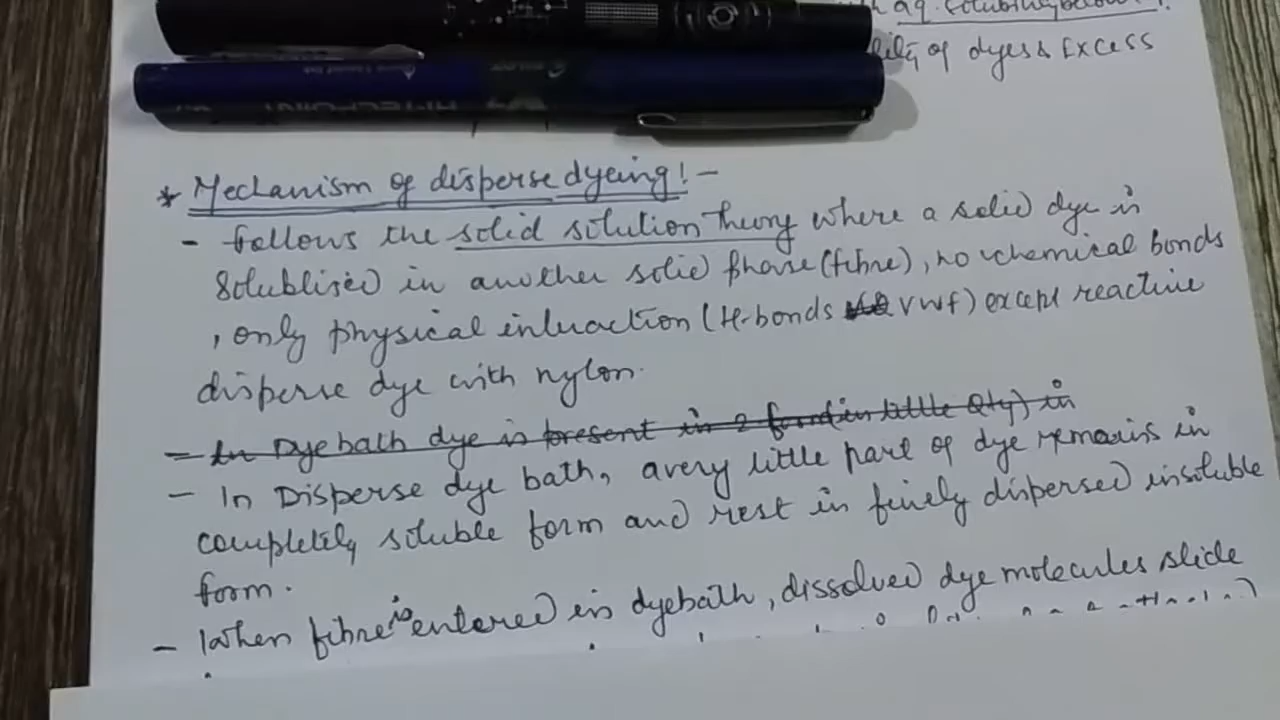 aq. solubility below
of dyes & Excess
* Mechanism of disperse dyeing! -
- follows the solid solution theory where a solid dye is
solublised in another solid phase (fibre), no chemical bonds
, only physical interaction (H-bonds & VWF) except reactive
disperse dye with nylon.
- In Dyebath dye is present in 2 form (in little Qty) in
- In Disperse dye bath, a very little part of dye remains in
completely soluble form and rest in finely dispersed insoluble
form.
- When fibre is entered in dyebath, dissolved dye molecules slide